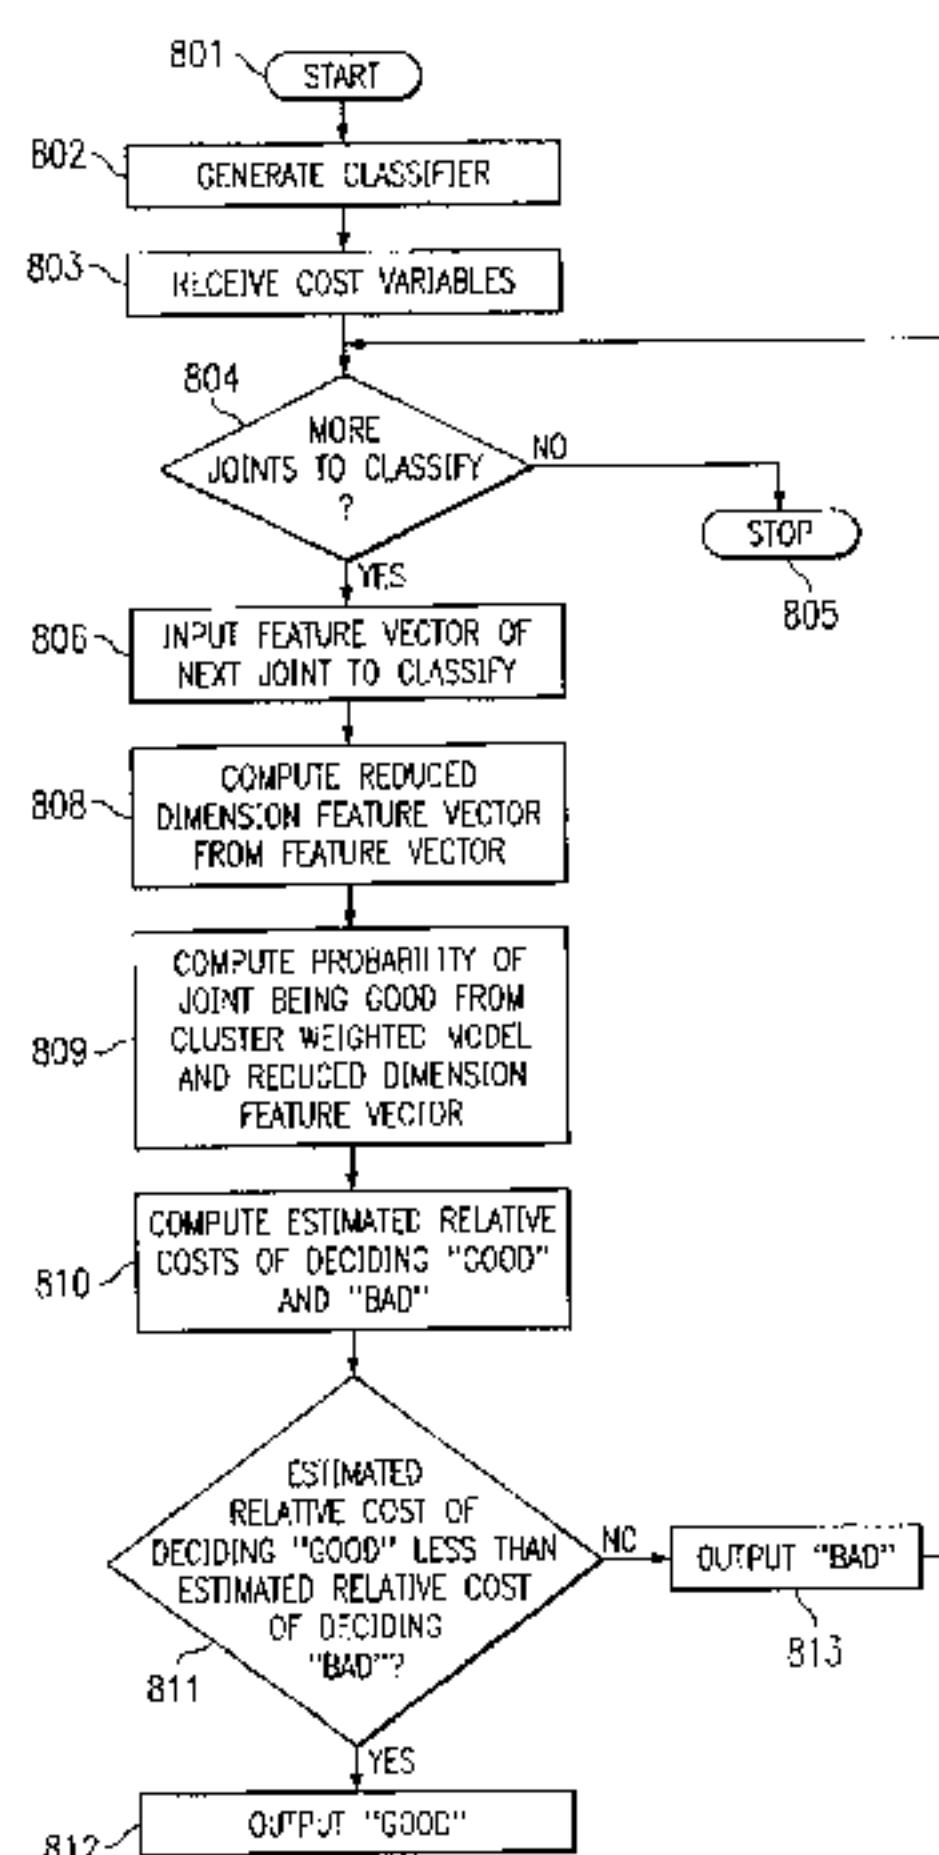 801
START
802
GENERATE CLASSIFIER
803
RECEIVE COST VARIABLES
804
MORE
JOINTS TO CLASSIFY
?
NO
STOP
805
YES
806
INPUT FEATURE VECTOR OF
NEXT JOINT TO CLASSIFY
808
COMPUTE REDUCED
DIMENSION FEATURE VECTOR
FROM FEATURE VECTOR
809
COMPUTE PROBABILITY OF
JOINT BEING GOOD FROM
CLUSTER WEIGHTED MODEL
AND REDUCED DIMENSION
FEATURE VECTOR
810
COMPUTE ESTIMATED RELATIVE
COSTS OF DECIDING "GOOD"
AND "BAD"
ESTIMATED
RELATIVE COST OF
DECIDING "GOOD" LESS THAN
ESTIMATED RELATIVE COST
OF DECIDING
"BAD"?
811
NO
OUTPUT "BAD"
813
YES
OUTPUT "GOOD"
812